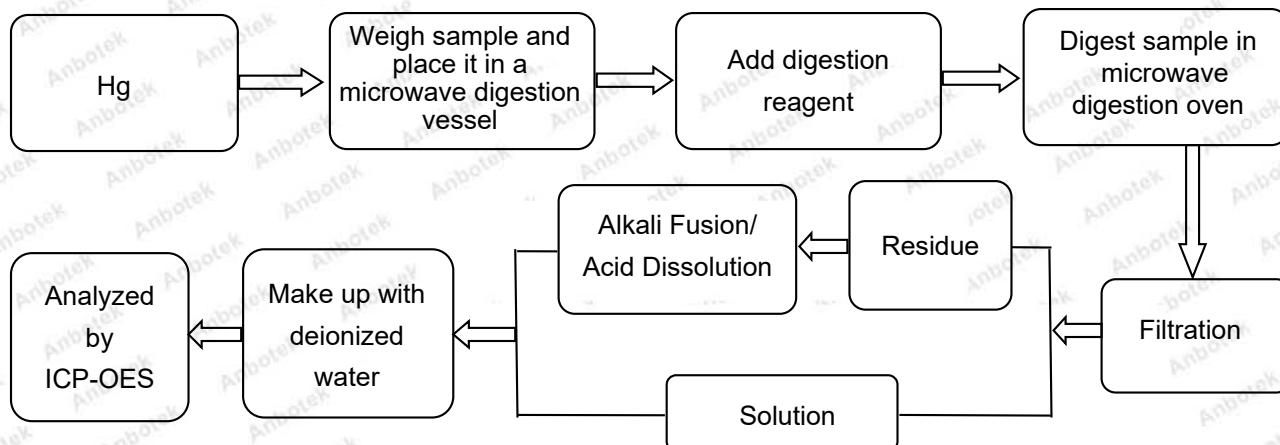 Hg
Weigh sample and
place it in a
microwave digestion
vessel
Add digestion
reagent
Digest sample in
microwave
digestion oven
Filtration
Residue
Alkali Fusion/
Acid Dissolution
Solution
Make up with
deionized
water
Analyzed
by
ICP-OES
Anbotek